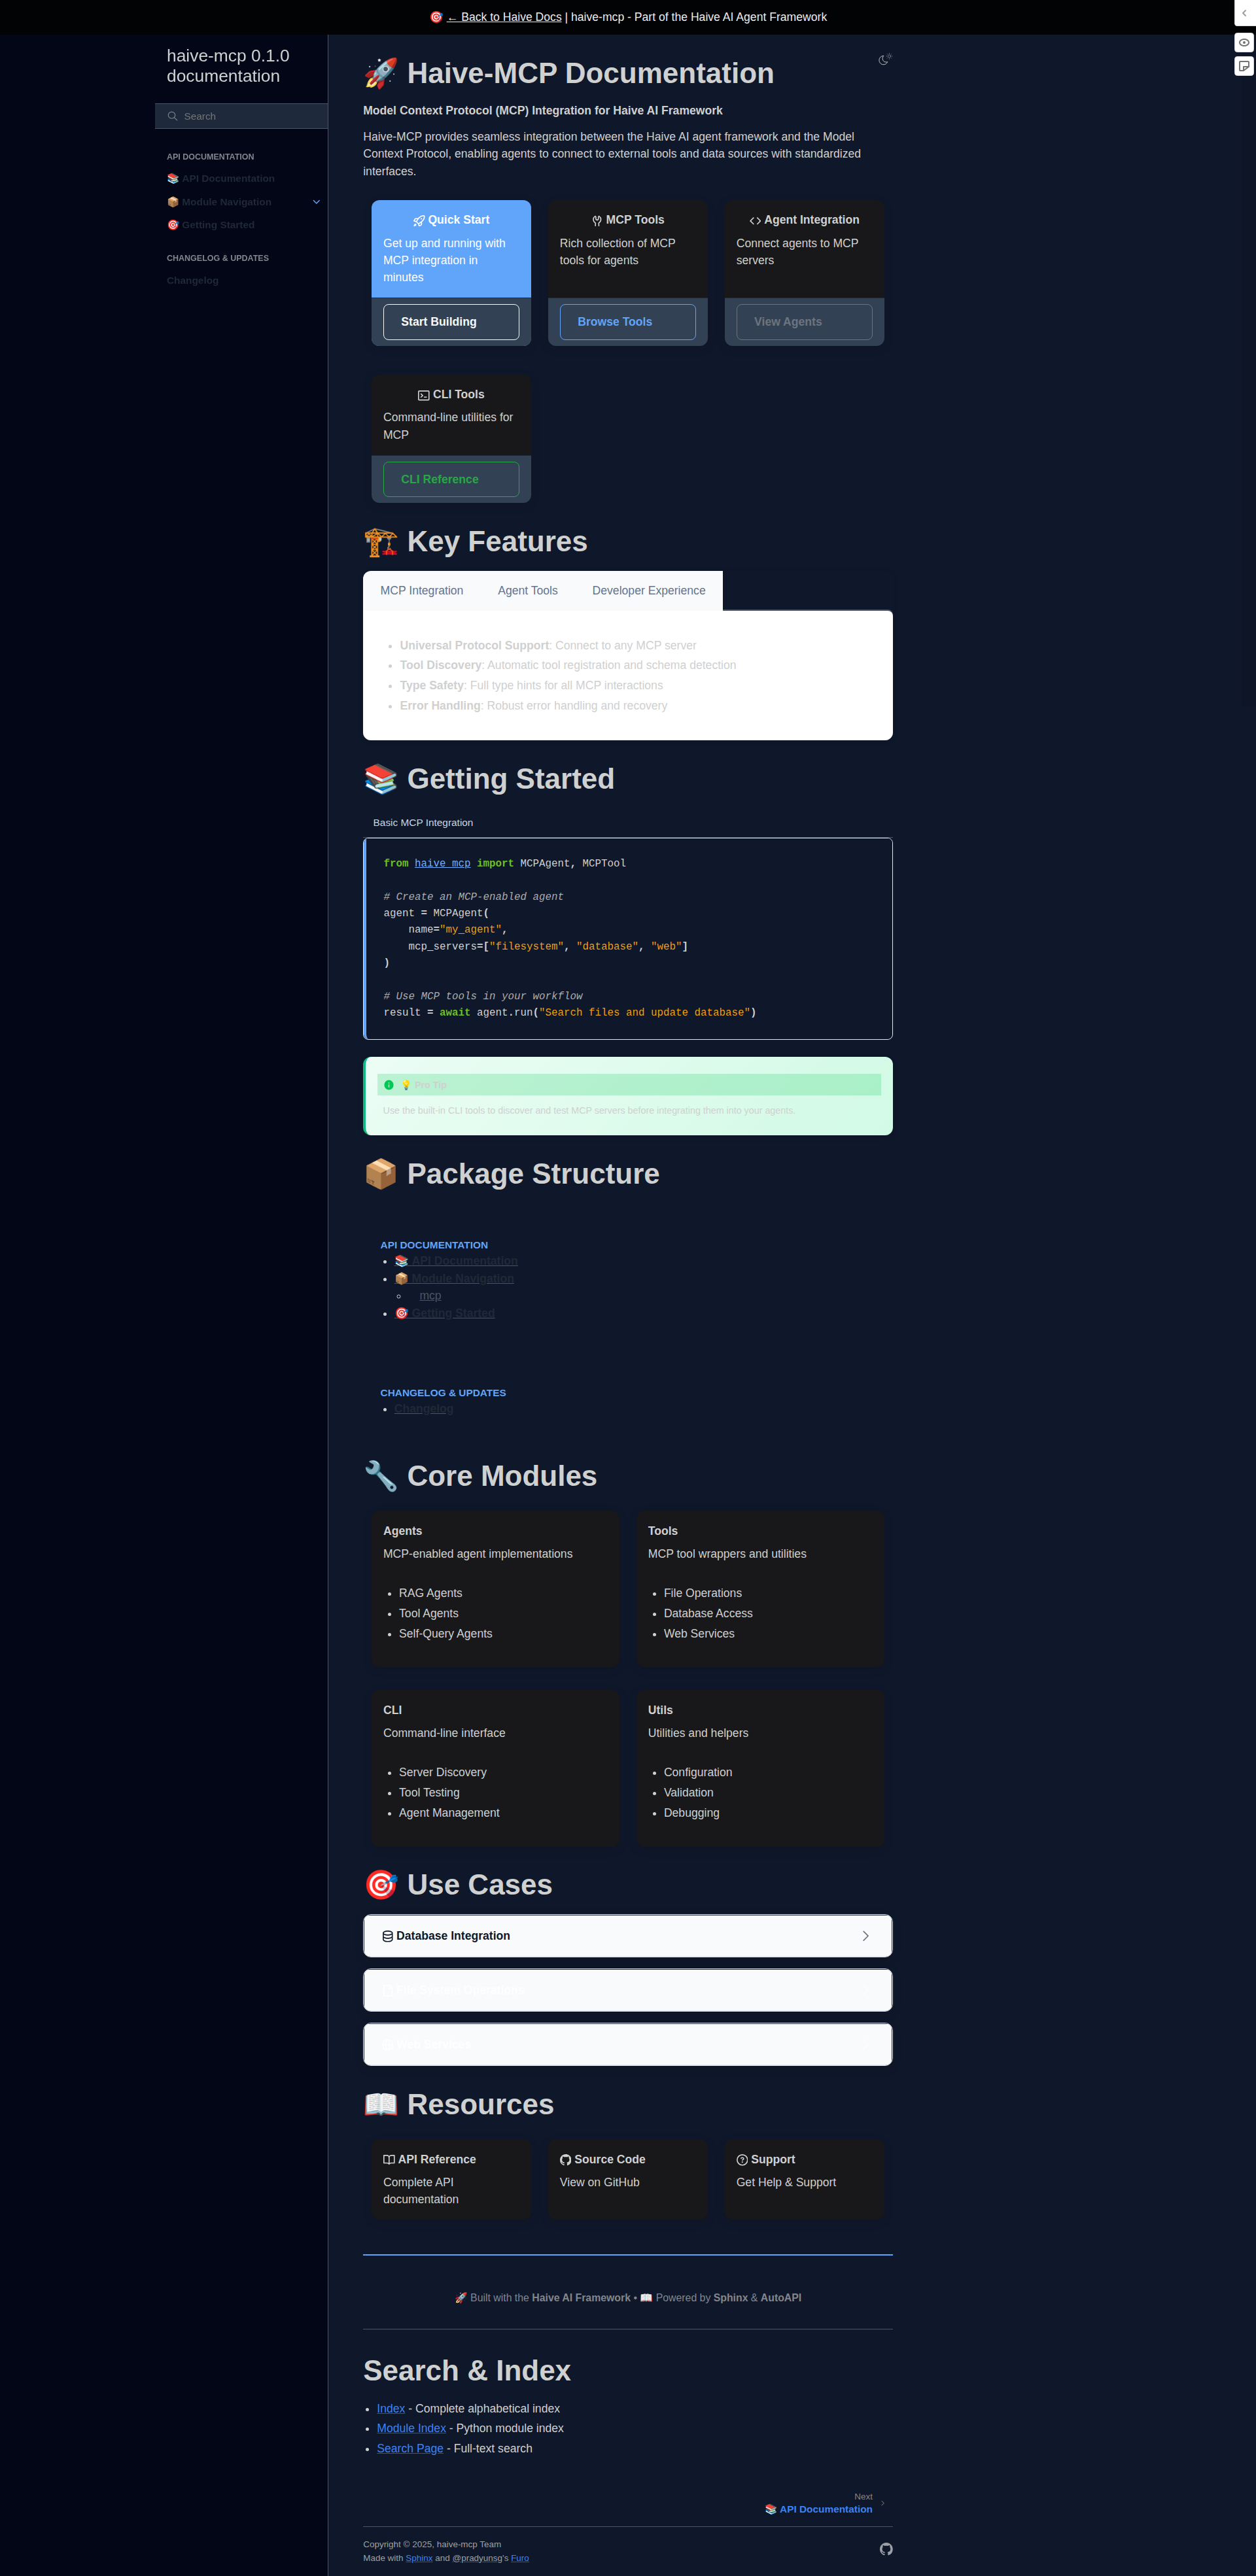 🎯 ← Back to Haive Docs | haive-mcp - Part of the Haive AI Agent Framework
haive-mcp 0.1.0
documentation
Search
API DOCUMENTATION
📚 API Documentation
📦 Module Navigation
🎯 Getting Started
CHANGELOG & UPDATES
Changelog
🚀 Haive-MCP Documentation
Model Context Protocol (MCP) Integration for Haive AI Framework
Haive-MCP provides seamless integration between the Haive AI agent framework and the Model
Context Protocol, enabling agents to connect to external tools and data sources with standardized
interfaces.
Quick Start
Get up and running with
MCP integration in
minutes
Start Building
MCP Tools
Rich collection of MCP
tools for agents
Browse Tools
Agent Integration
Connect agents to MCP
servers
View Agents
CLI Tools
Command-line utilities for
MCP
CLI Reference
🏗️ Key Features
MCP Integration
Agent Tools
Developer Experience
• Universal Protocol Support: Connect to any MCP server
• Tool Discovery: Automatic tool registration and schema detection
• Type Safety: Full type hints for all MCP interactions
• Error Handling: Robust error handling and recovery
📚 Getting Started
Basic MCP Integration
from haive_mcp import MCPAgent, MCPTool
# Create an MCP-enabled agent
agent = MCPAgent(
    name="my_agent",
    mcp_servers=["filesystem", "database", "web"]
)
# Use MCP tools in your workflow
result = await agent.run("Search files and update database")
💡 Pro Tip
Use the built-in CLI tools to discover and test MCP servers before integrating them into your agents.
📦 Package Structure
API DOCUMENTATION
• 📚 API Documentation
• 📦 Module Navigation
◦ mcp
• 🎯 Getting Started
CHANGELOG & UPDATES
• Changelog
🔧 Core Modules
Agents
MCP-enabled agent implementations
• RAG Agents
• Tool Agents
• Self-Query Agents
Tools
MCP tool wrappers and utilities
• File Operations
• Database Access
• Web Services
CLI
Command-line interface
• Server Discovery
• Tool Testing
• Agent Management
Utils
Utilities and helpers
• Configuration
• Validation
• Debugging
🎯 Use Cases
Database Integration
📖 Resources
API Reference
Complete API
documentation
Source Code
View on GitHub
Support
Get Help & Support
🚀 Built with the Haive AI Framework • 📖 Powered by Sphinx & AutoAPI
Search & Index
• Index - Complete alphabetical index
• Module Index - Python module index
• Search Page - Full-text search
Next
📚 API Documentation
Copyright © 2025, haive-mcp Team
Made with Sphinx and @pradyunsg's Furo